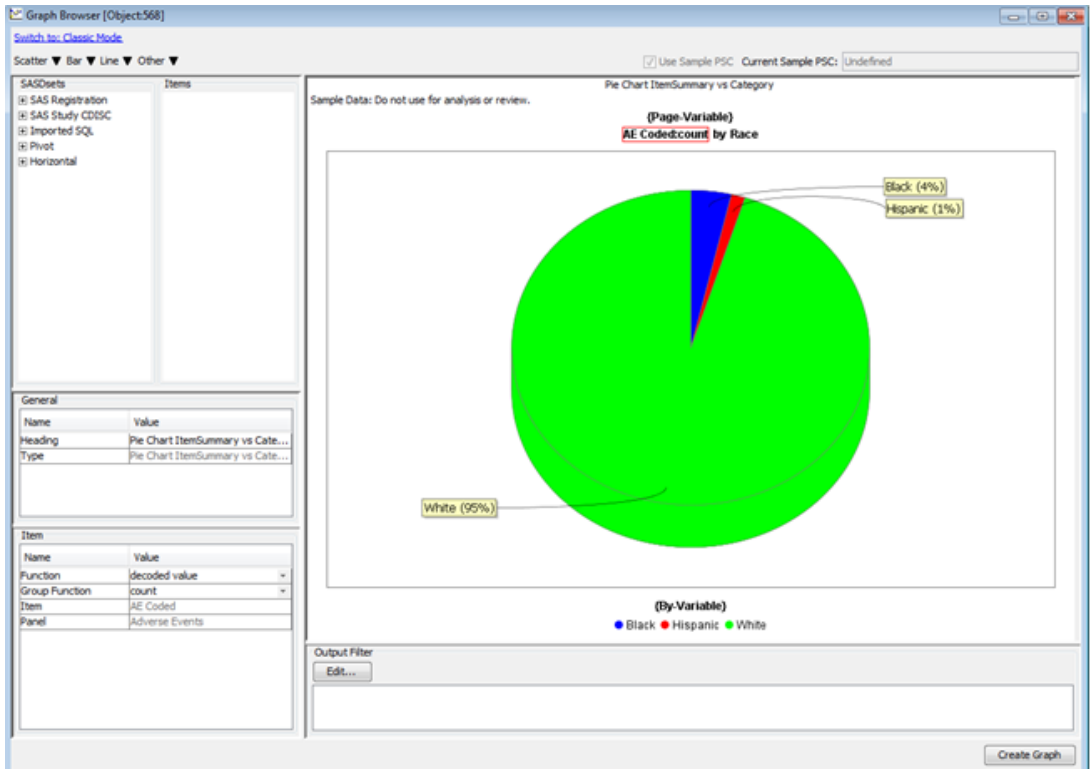 Graph Browser [Object:568]
Switch to: Classic Mode
Scatter ▼ Bar ▼ Line ▼ Other ▼
Use Sample PSC Current Sample PSC: Undefined
SASDsets
SAS Registration
SAS Study CDISC
Imported SQL
Pivot
Horizontal
Items
General
Name Value
Heading Pie Chart ItemSummary vs Cate...
Type Pie Chart ItemSummary vs Cate...
Item
Name Value
Function decoded value
Group Function count
Item AE Coded
Panel Adverse Events
Pie Chart ItemSummary vs Category
Sample Data: Do not use for analysis or review.
{Page-Variable}
AE Coded:count by Race
Black (4%)
Hispanic (1%)
White (95%)
{By-Variable}
Black Hispanic White
Output Filter
Edit...
Create Graph